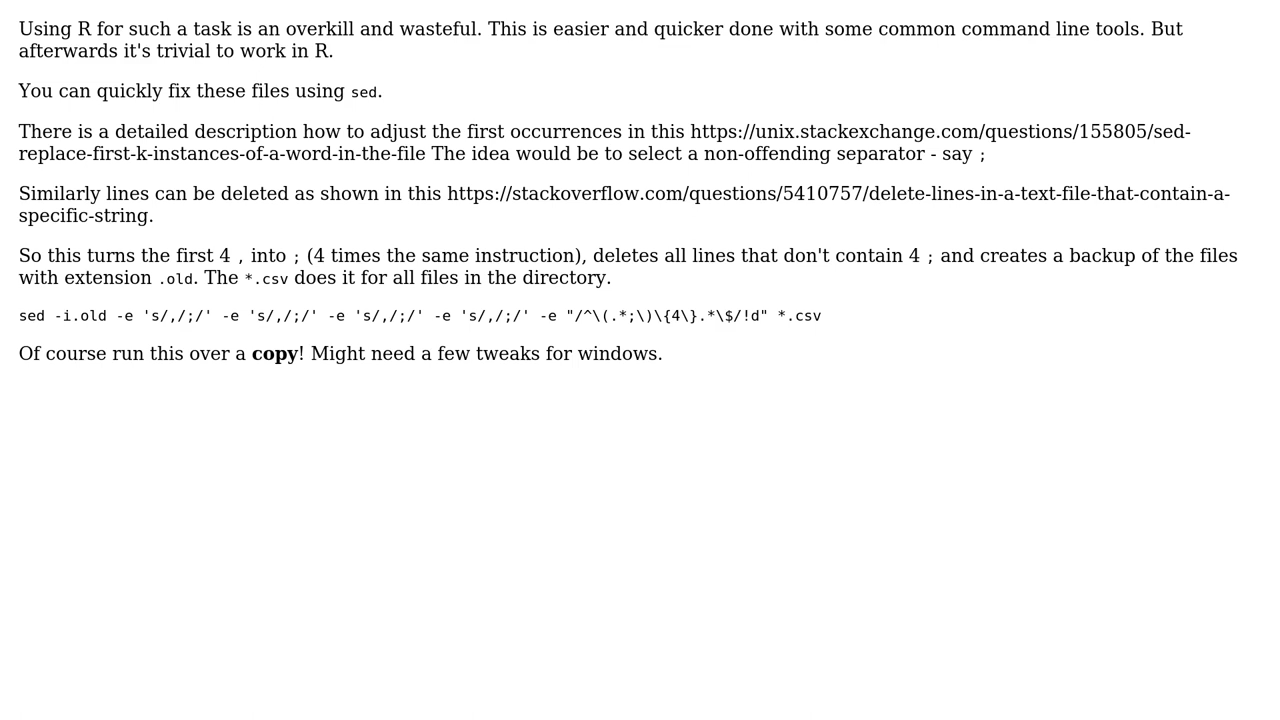 Using R for such a task is an overkill and wasteful. This is easier and quicker done with some common command line tools. But
afterwards it's trivial to work in R.
You can quickly fix these files using sed.
There is a detailed description how to adjust the first occurrences in this https://unix.stackexchange.com/questions/155805/sed-
replace-first-k-instances-of-a-word-in-the-file The idea would be to select a non-offending separator - say ;
Similarly lines can be deleted as shown in this https://stackoverflow.com/questions/5410757/delete-lines-in-a-text-file-that-contain-a-
specific-string.
So this turns the first 4 , into ; (4 times the same instruction), deletes all lines that don't contain 4 ; and creates a backup of the files
with extension .old. The *.csv does it for all files in the directory.
sed -i.old -e 's/,/;/' -e 's/,/;/' -e 's/,/;/' -e 's/,/;/' -e "/^\(.*;\)\{4\}.*\$/!d" *.csv
Of course run this over a copy! Might need a few tweaks for windows.